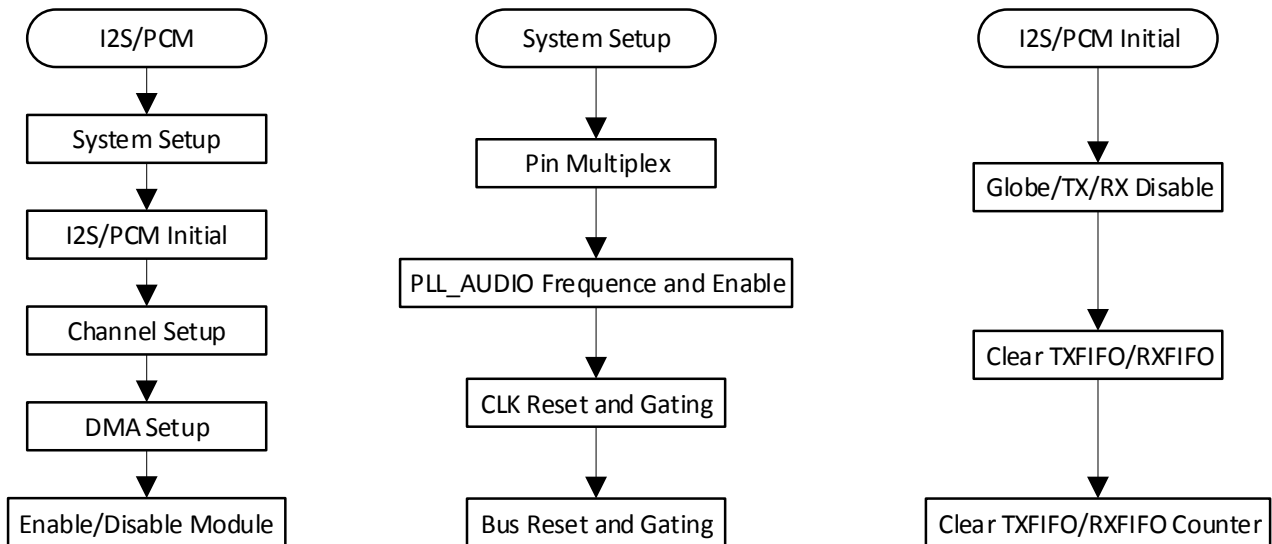 I2S/PCM
System Setup
I2S/PCM Initial
Channel Setup
DMA Setup
Enable/Disable Module
System Setup
Pin Multiplex
PLL_AUDIO Frequence and Enable
CLK Reset and Gating
Bus Reset and Gating
I2S/PCM Initial
Globe/TX/RX Disable
Clear TXFIFO/RXFIFO
Clear TXFIFO/RXFIFO Counter